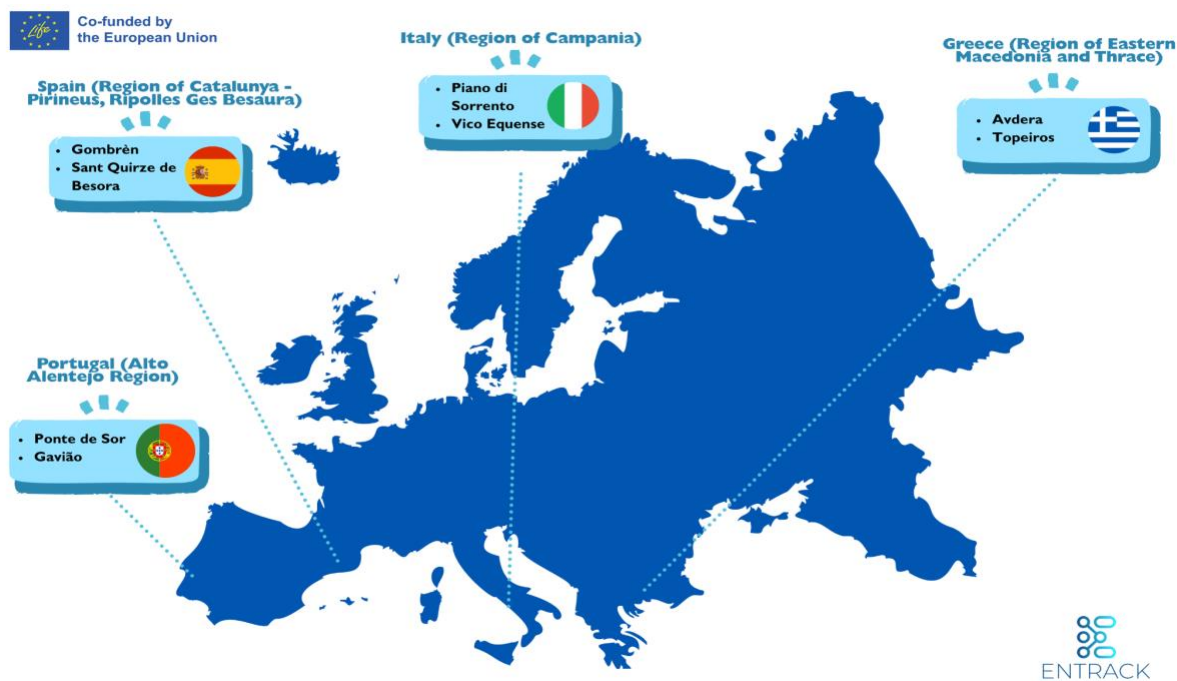 Life
Co-funded by
the European Union
Italy (Region of Campania)
• Piano di
Sorrento
• Vico Equense
Greece (Region of Eastern
Macedonia and Thrace)
• Avdera
• Topeiros
Spain (Region of Catalunya -
Pirineus, Ripolles Ges Besaura)
• Gombrèn
• Sant Quirze de
Besora
Portugal (Alto
Alentejo Region)
• Ponte de Sor
• Gavião
ENTRACK